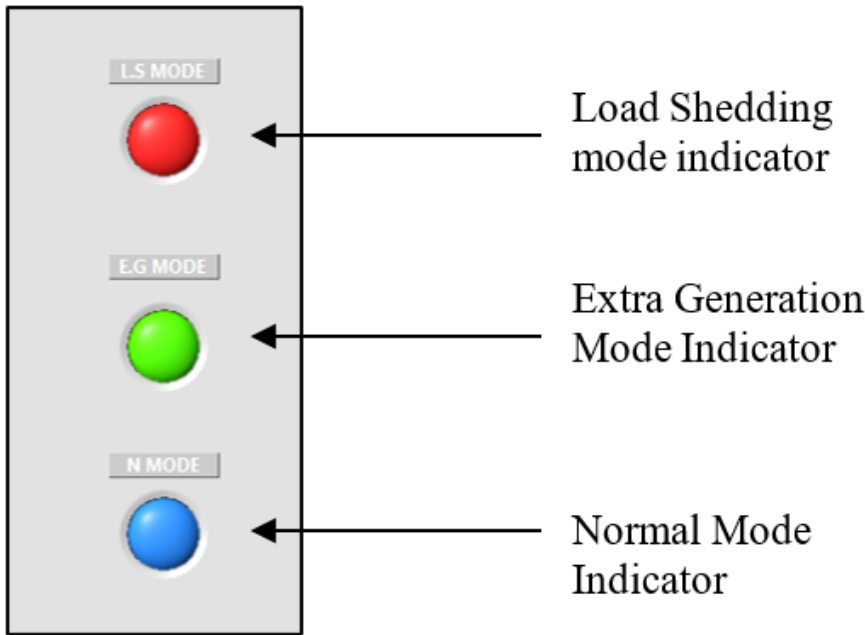 L.S MODE
Load Shedding
mode indicator
E.G MODE
Extra Generation
Mode Indicator
N MODE
Normal Mode
Indicator